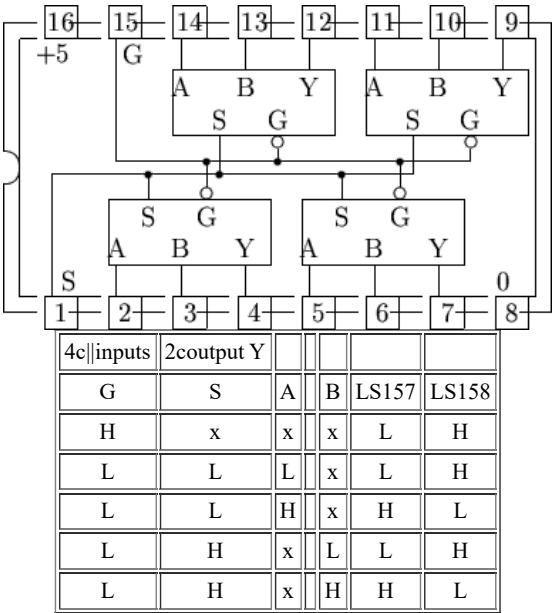 16 15 14 13 12 11 10 9
+5 G
A B Y A B Y
S G S G
S G S G
A B Y A B Y
S 0
1 2 3 4 5 6 7 8
4c||inputs 2coutput Y
G S A B LS157 LS158
H x x x L H
L L L x L H
L L H x H L
L H x L L H
L H x H H L